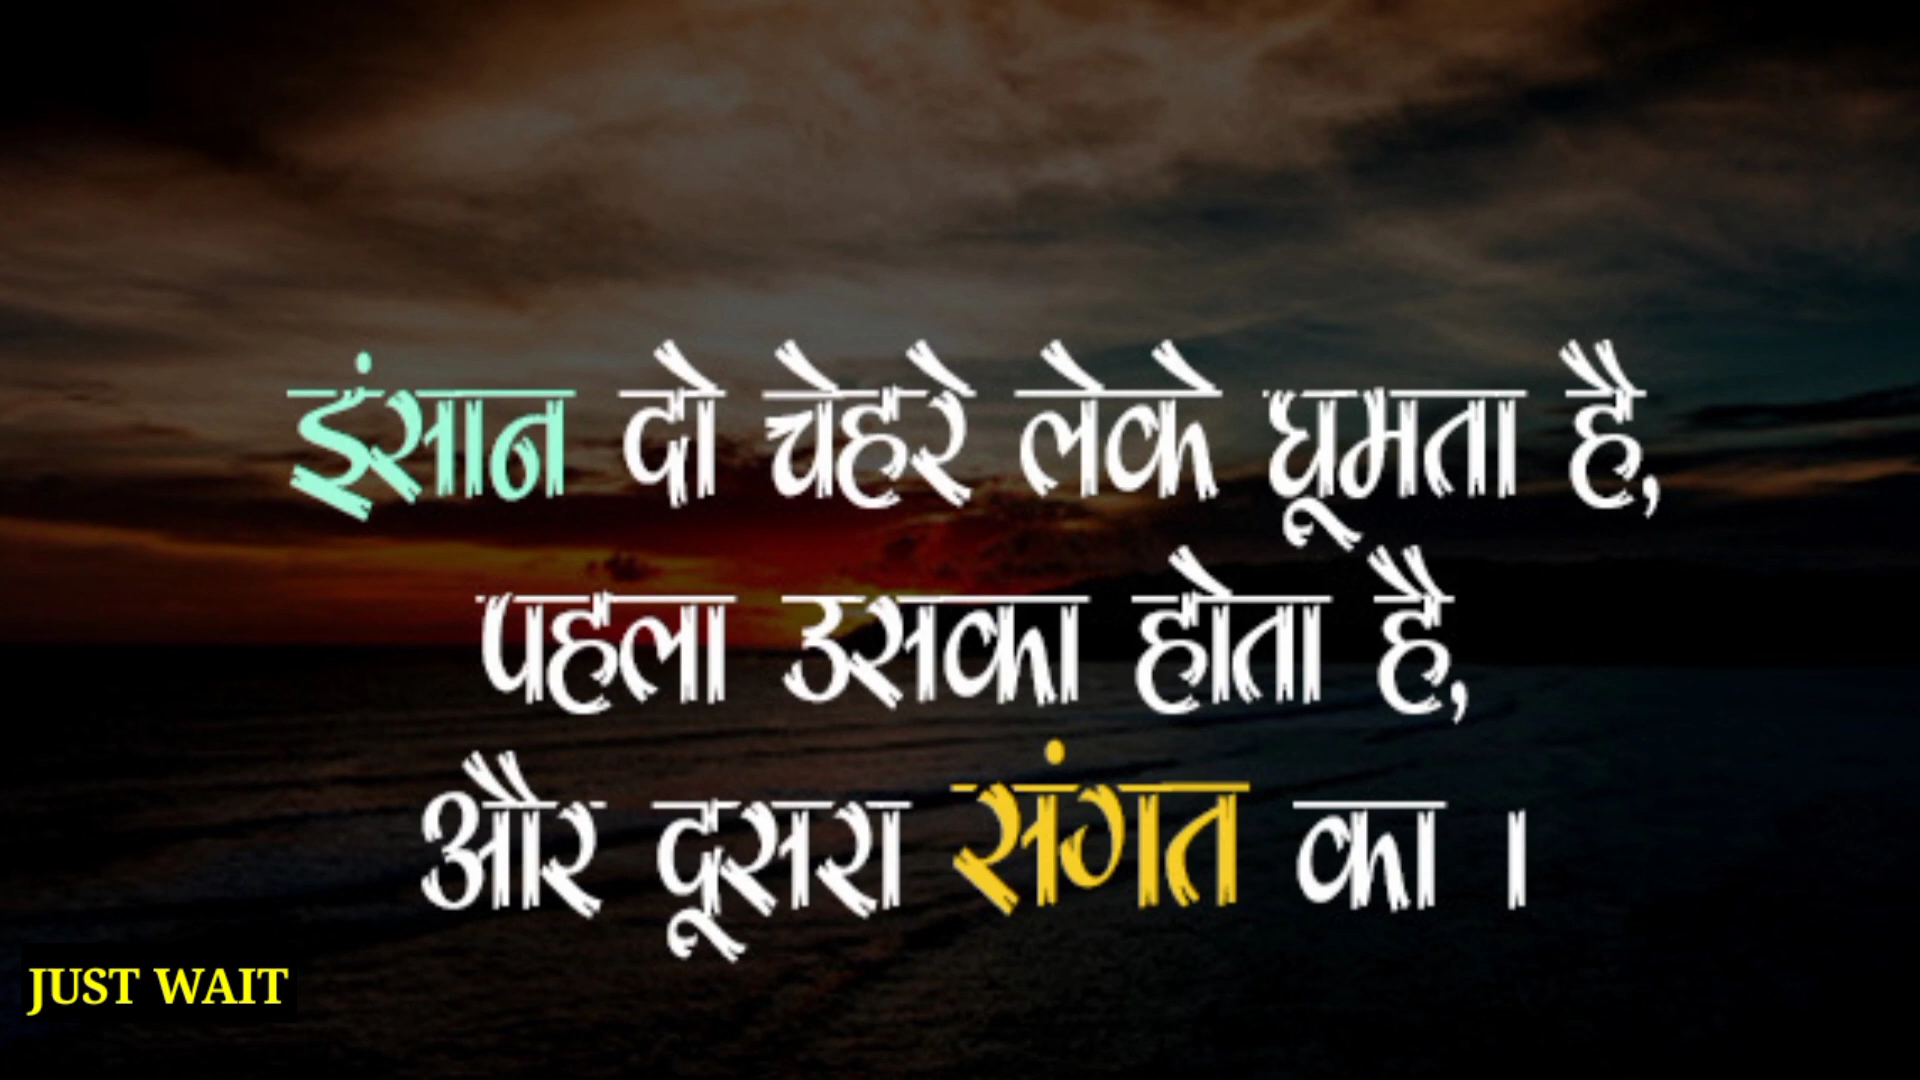 इंसान दो चेहरे लेके घूमता है,
पहला उसका होता है,
और दूसरा संगत का ।
JUST WAIT